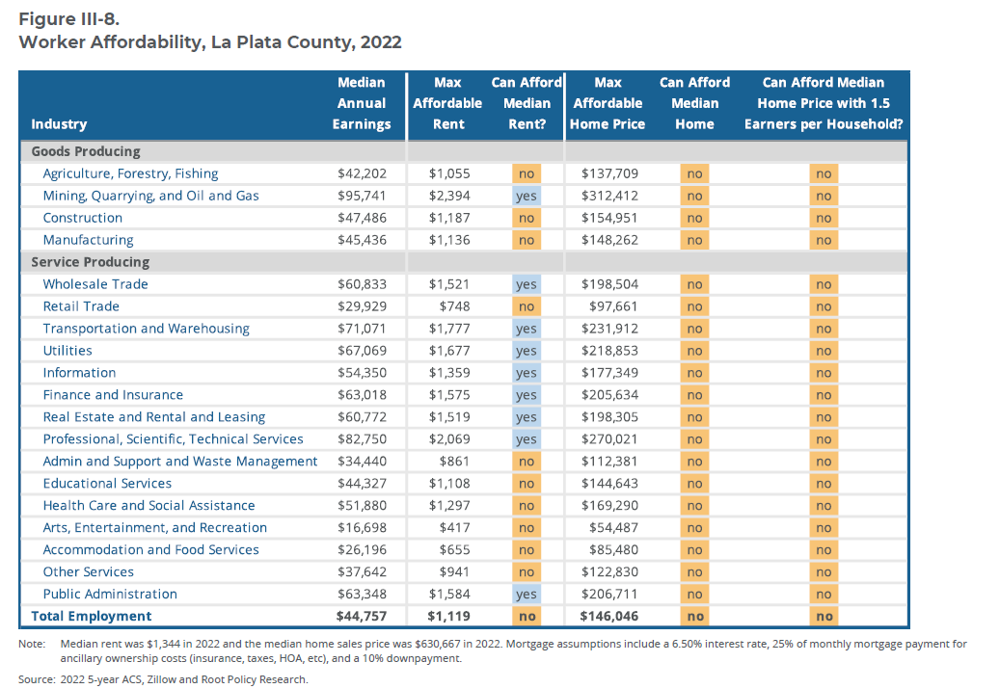 Figure III-8.
Worker Affordability, La Plata County, 2022
Industry Median Annual Earnings Max Affordable Rent Can Afford Median Rent? Max Affordable Home Price Can Afford Median Home Can Afford Median Home Price with 1.5 Earners per Household?
Goods Producing
Agriculture, Forestry, Fishing $42,202 $1,055 no $137,709 no no
Mining, Quarrying, and Oil and Gas $95,741 $2,394 yes $312,412 no no
Construction $47,486 $1,187 no $154,951 no no
Manufacturing $45,436 $1,136 no $148,262 no no
Service Producing
Wholesale Trade $60,833 $1,521 yes $198,504 no no
Retail Trade $29,929 $748 no $97,661 no no
Transportation and Warehousing $71,071 $1,777 yes $231,912 no no
Utilities $67,069 $1,677 yes $218,853 no no
Information $54,350 $1,359 yes $177,349 no no
Finance and Insurance $63,018 $1,575 yes $205,634 no no
Real Estate and Rental and Leasing $60,772 $1,519 yes $198,305 no no
Professional, Scientific, Technical Services $82,750 $2,069 yes $270,021 no no
Admin and Support and Waste Management $34,440 $861 no $112,381 no no
Educational Services $44,327 $1,108 no $144,643 no no
Health Care and Social Assistance $51,880 $1,297 no $169,290 no no
Arts, Entertainment, and Recreation $16,698 $417 no $54,487 no no
Accommodation and Food Services $26,196 $655 no $85,480 no no
Other Services $37,642 $941 no $122,830 no no
Public Administration $63,348 $1,584 yes $206,711 no no
Total Employment $44,757 $1,119 no $146,046 no no
Note: Median rent was $1,344 in 2022 and the median home sales price was $630,667 in 2022. Mortgage assumptions include a 6.50% interest rate, 25% of monthly mortgage payment for
ancillary ownership costs (insurance, taxes, HOA, etc), and a 10% downpayment.
Source: 2022 5-year ACS, Zillow and Root Policy Research.